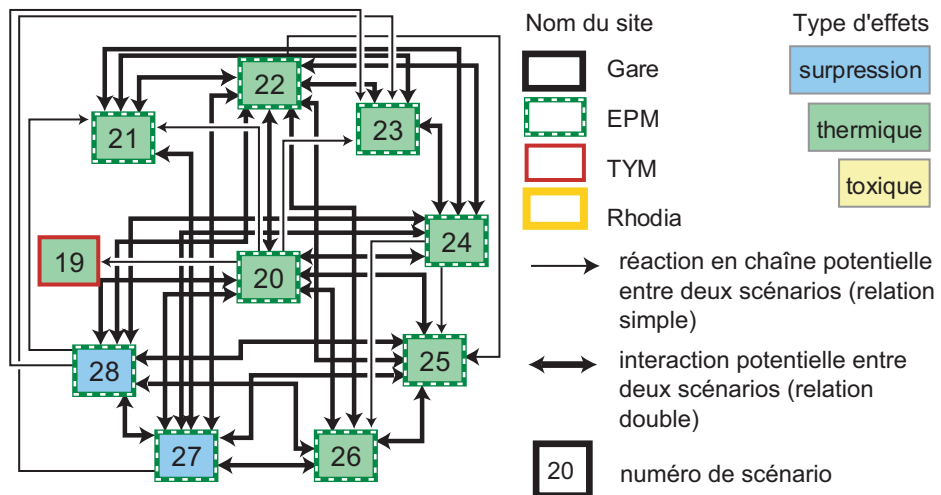 22
21
23
19
20
24
28
25
27
26
Nom du site
Gare
EPM
TYM
Rhodia
Type d'effets
surpression
thermique
toxique
réaction en chaîne potentielle
entre deux scénarios (relation
simple)
interaction potentielle entre
deux scénarios (relation
double)
20
numéro de scénario